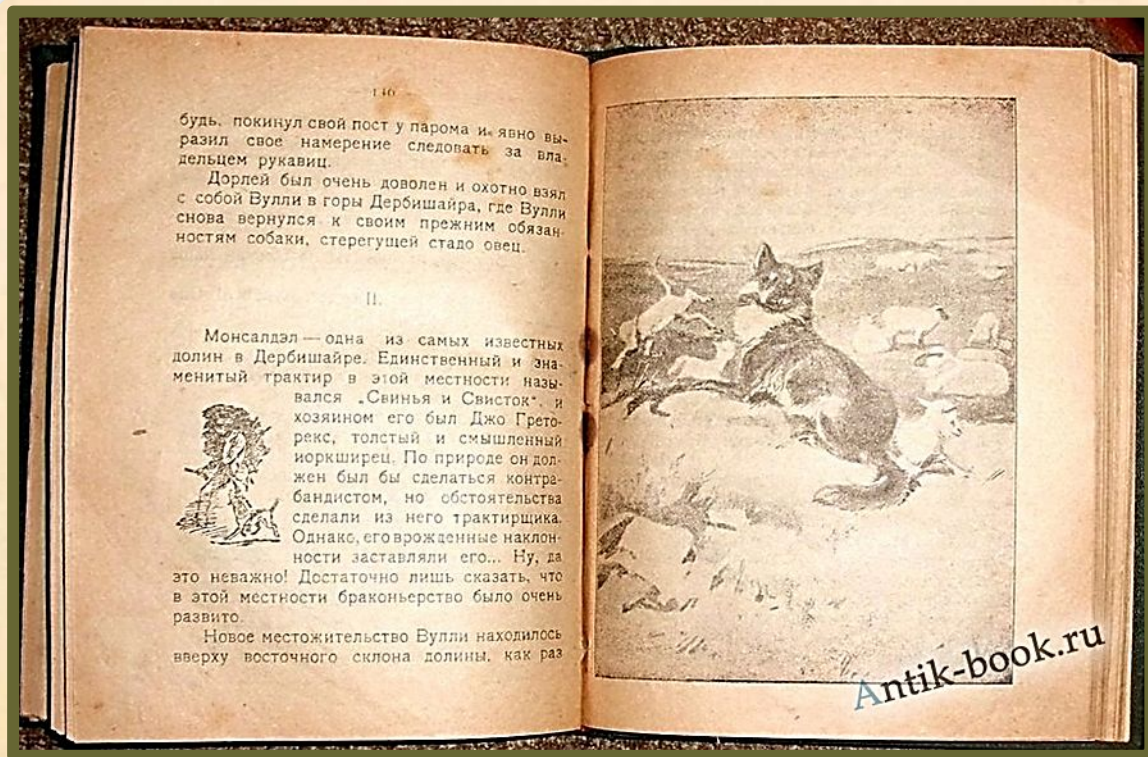 146
будь, покинул свой пост у парома и явно вы-
разил свое намерение следовать за вла-
дельцем рукавиц.
Дорлей был очень доволен и охотно взял
с собой Вулли в горы Дербишайра, где Вулли
снова вернулся к своим прежним обязан-
ностям собаки, стерегущей стадо овец.
II.
Монсалдэл — одна из самых известных
долин в Дербишайре. Единственный и зна-
менитый трактир в этой местности назы-
вался „Свинья и Свисток“, и
хозяином его был Джо Грето-
рекс, толстый и смышленный
иоркширец. По природе он дол-
жен был бы сделаться контра-
бандистом, но обстоятельства
сделали из него трактирщика.
Однако, его врожденные наклон-
ности заставляли его... Ну, да
это неважно! Достаточно лишь сказать, что
в этой местности браконьерство было очень
развито.
Новое местожительство Вулли находилось
вверху восточного склона долины, как раз
Antik-book.ru